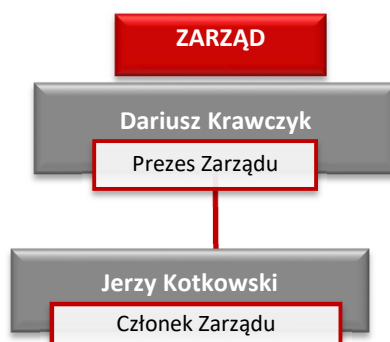 ZARZĄD
Dariusz Krawczyk
Prezes Zarządu
Jerzy Kotkowski
Członek Zarządu